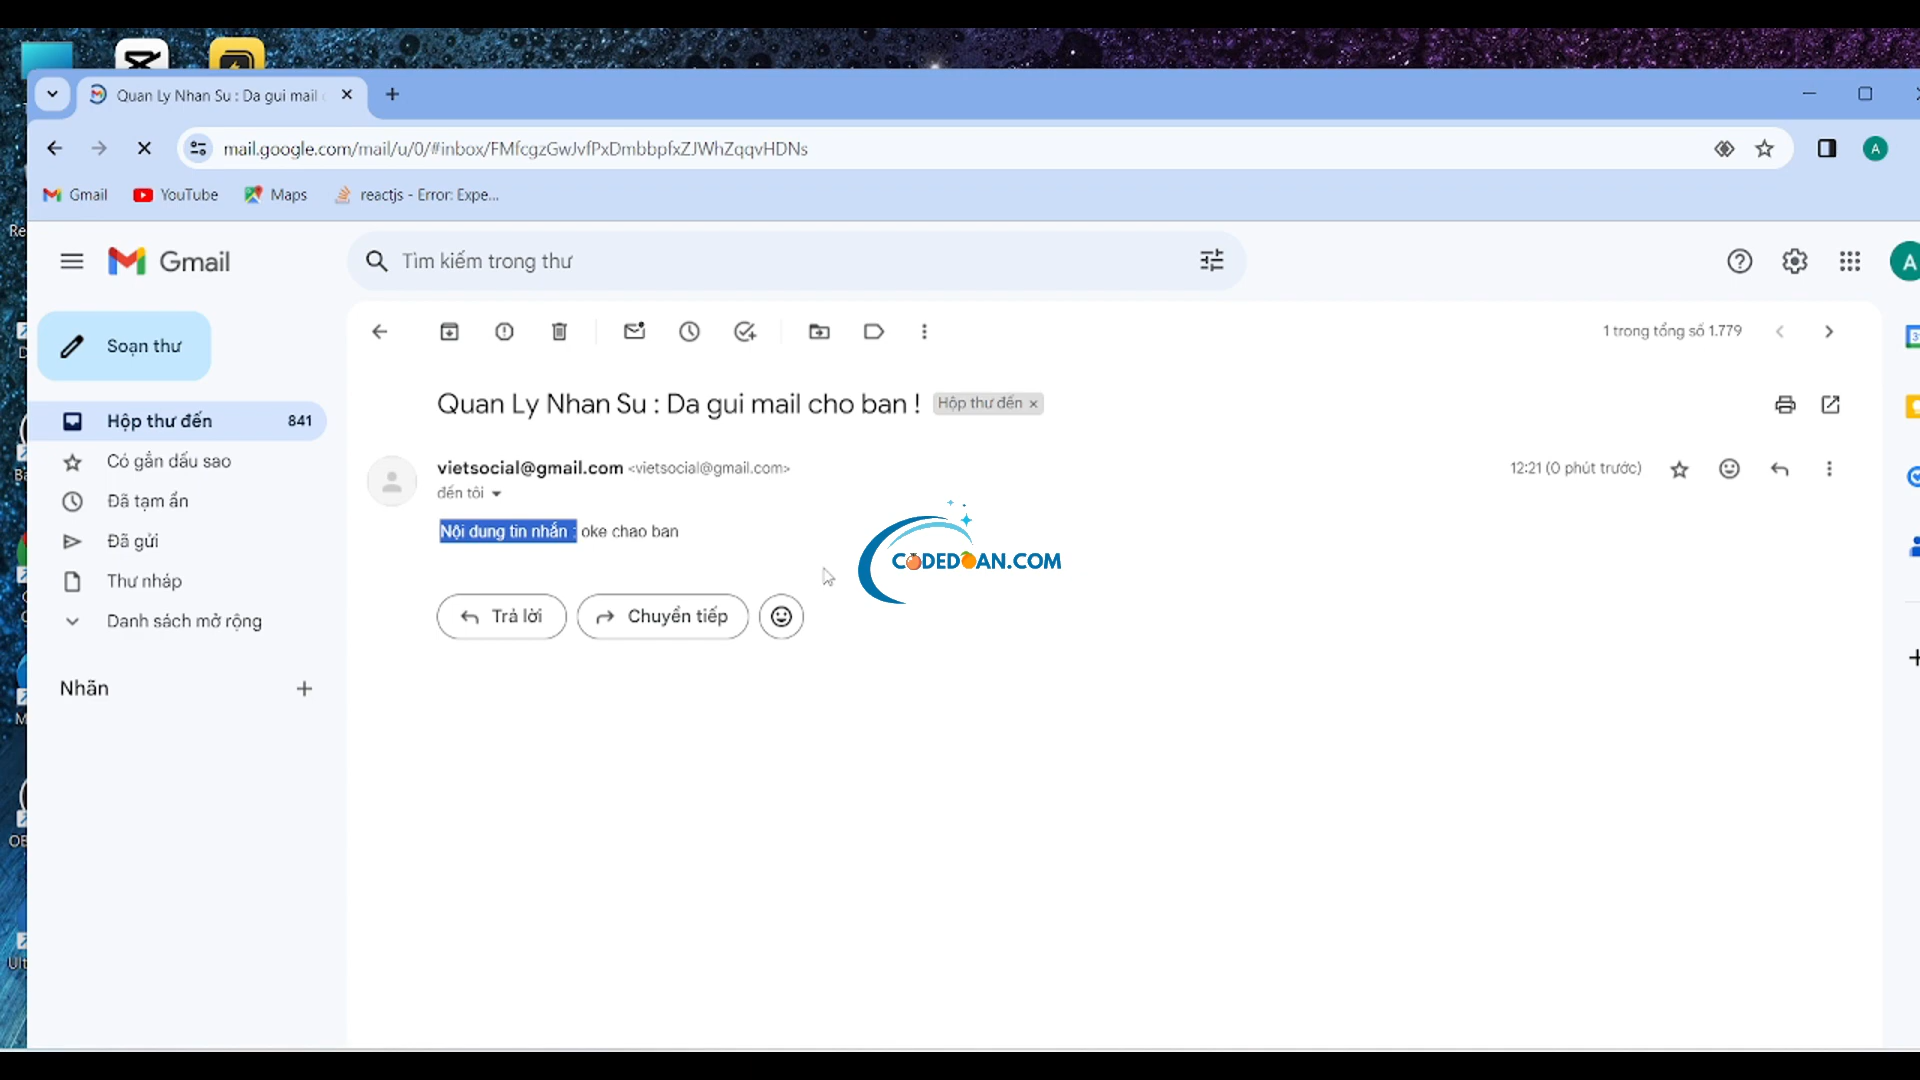 Quan Ly Nhan Su : Da gui mail
mail.google.com/mail/u/0/#inbox/FMfcgzGwJvfPxDmbbpfxZJWhZqqvHDNs
A
Gmail
YouTube
Maps
reactjs - Error: Expe...
Gmail
Tìm kiếm trong thư
A
Soạn thư
1 trong tổng số 1.779
Quan Ly Nhan Su : Da gui mail cho ban !
Hộp thư đến ×
Hộp thư đến 841
Có gắn dấu sao
Đã tạm ẩn
Đã gửi
Thư nháp
Danh sách mở rộng
Nhãn
vietsocial@gmail.com <vietsocial@gmail.com>
12:21 (0 phút trước)
đến tôi
Nội dung tin nhắn : oke chao ban
CODEDOAN.COM
Trả lời
Chuyển tiếp